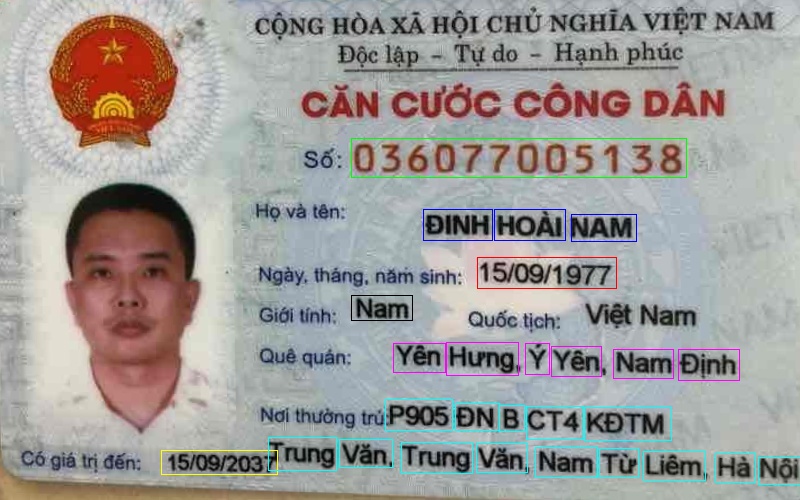 CỘNG HÒA XÃ HỘI CHỦ NGHĨA VIỆT NAM
Độc lập - Tự do - Hạnh phúc
CĂN CƯỚC CÔNG DÂN
Số: 036077005138
Họ và tên: ĐINH HOÀI NAM
Ngày, tháng, năm sinh: 15/09/1977
Giới tính: Nam Quốc tịch: Việt Nam
Quê quán: Yên Hưng, Ý Yên, Nam Định
Nơi thường trú: P905 ĐN B CT4 KĐTM
Có giá trị đến: 15/09/2037 Trung Văn, Trung Văn, Nam Từ Liêm, Hà Nội